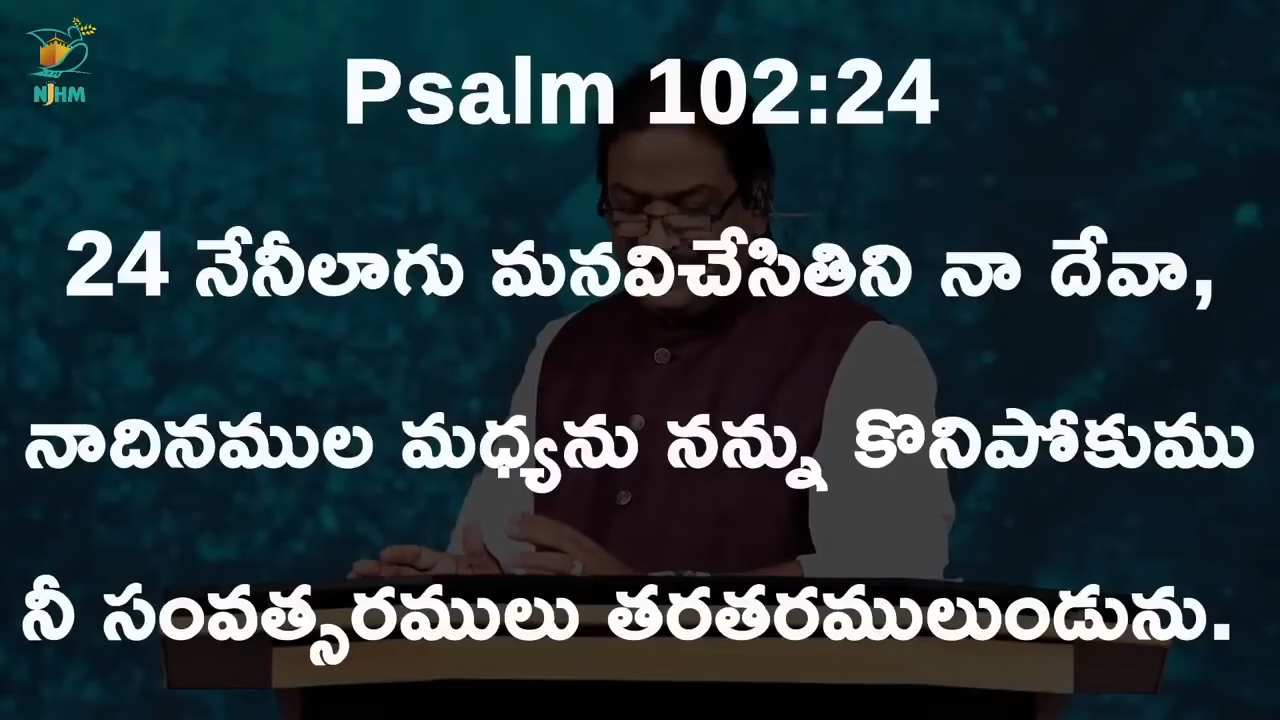 NJHM
Psalm 102:24
24 నేనీలాగు మనవిచేసితిని నా దేవా,
నాదినముల మధ్యను నన్ను కొనిపోకుము
నీ సంవత్సరములు తరతరములుండును.